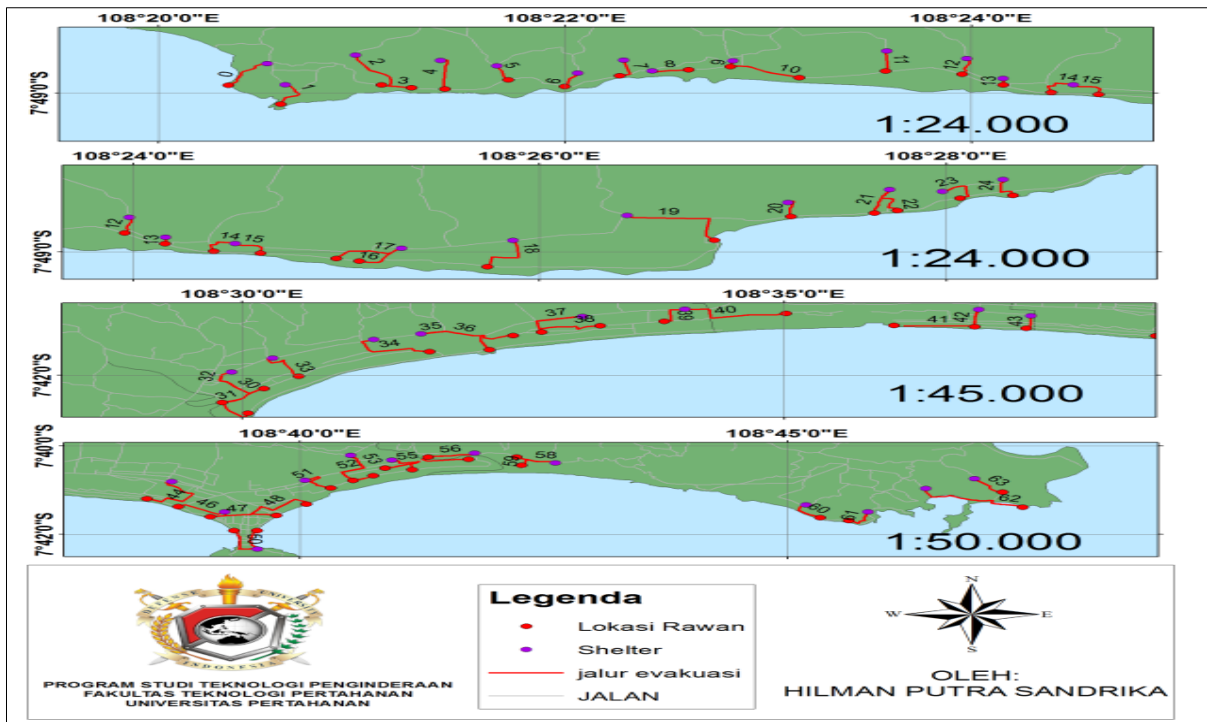 108°20'0"E 108°22'0"E 108°24'0"E
7°49'0"S
0 1 2 3 4 5 6 7 8 9 10 11 12 13 14 15
1:24.000
108°24'0"E 108°26'0"E 108°28'0"E
7°49'0"S
12 13 14 15 16 17 18 19 20 21 22 23 24
1:24.000
108°30'0"E 108°35'0"E
7°42'0"S
30 31 32 33 34 35 36 37 38 39 40 41 42 43
1:45.000
108°40'0"E 108°45'0"E
7°40'0"S
7°42'0"S
44 46 47 48 51 52 53 55 56 58 59 60 61 62 63
1:50.000
INDONESIA
PROGRAM STUDI TEKNOLOGI PENGINDERAAN
FAKULTAS TEKNOLOGI PERTAHANAN
UNIVERSITAS PERTAHANAN
Legenda
Lokasi Rawan
Shelter
jalur evakuasi
JALAN
N
W E
S
OLEH:
HILMAN PUTRA SANDRIKA